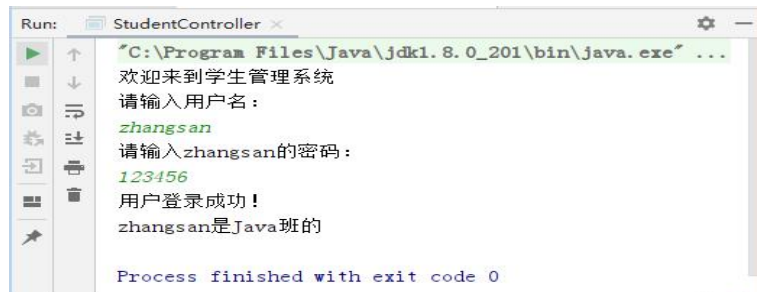 Run: StudentController
"C:\Program Files\Java\jdk1.8.0_201\bin\java.exe" ...
欢迎来到学生管理系统
请输入用户名：
zhangsan
请输入zhangsan的密码：
123456
用户登录成功！
zhangsan是Java班的
Process finished with exit code 0